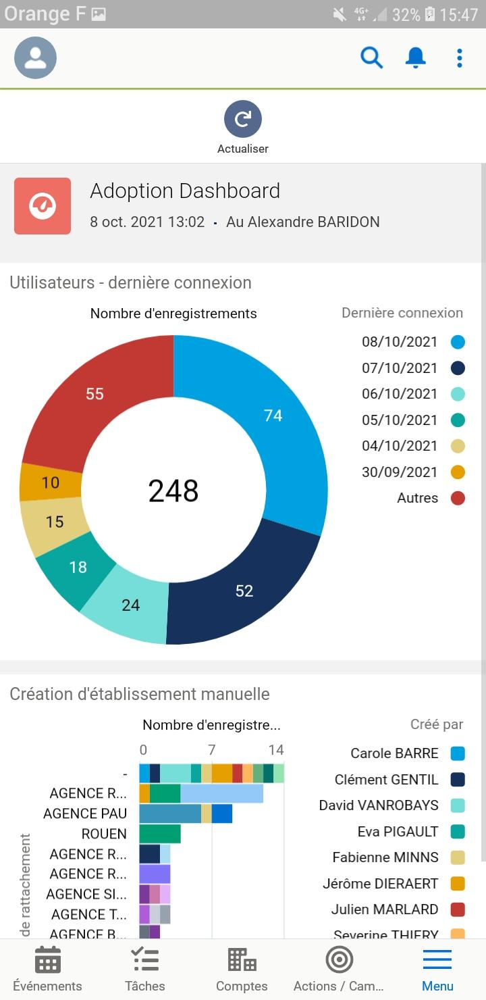 Orange F 4G+ 32% 15:47
Actualiser
Adoption Dashboard
8 oct. 2021 13:02 · Au Alexandre BARIDON
Utilisateurs - dernière connexion
Nombre d'enregistrements
Dernière connexion
08/10/2021
07/10/2021
06/10/2021
05/10/2021
04/10/2021
30/09/2021
Autres
55
74
10
248
15
18
24
52
Création d'établissement manuelle
Nombre d'enregistre...
Créé par
0 7 14
-
AGENCE R...
AGENCE PAU
ROUEN
AGENCE R...
AGENCE R...
AGENCE SI...
AGENCE T...
AGENCE B...
de rattachement
Carole BARRE
Clément GENTIL
David VANROBAYS
Eva PIGAULT
Fabienne MINNS
Jérôme DIERAERT
Julien MARLARD
Severine THIERY
Événements
Tâches
Comptes
Actions / Cam...
Menu